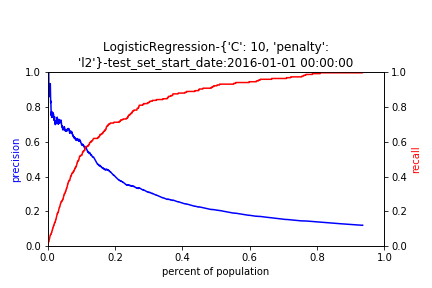 LogisticRegression-{'C': 10, 'penalty':
'l2'}-test_set_start_date:2016-01-01 00:00:00
1.0
0.8
0.6
0.4
0.2
0.0
precision
1.0
0.8
0.6
0.4
0.2
0.0
recall
0.0 0.2 0.4 0.6 0.8 1.0
percent of population